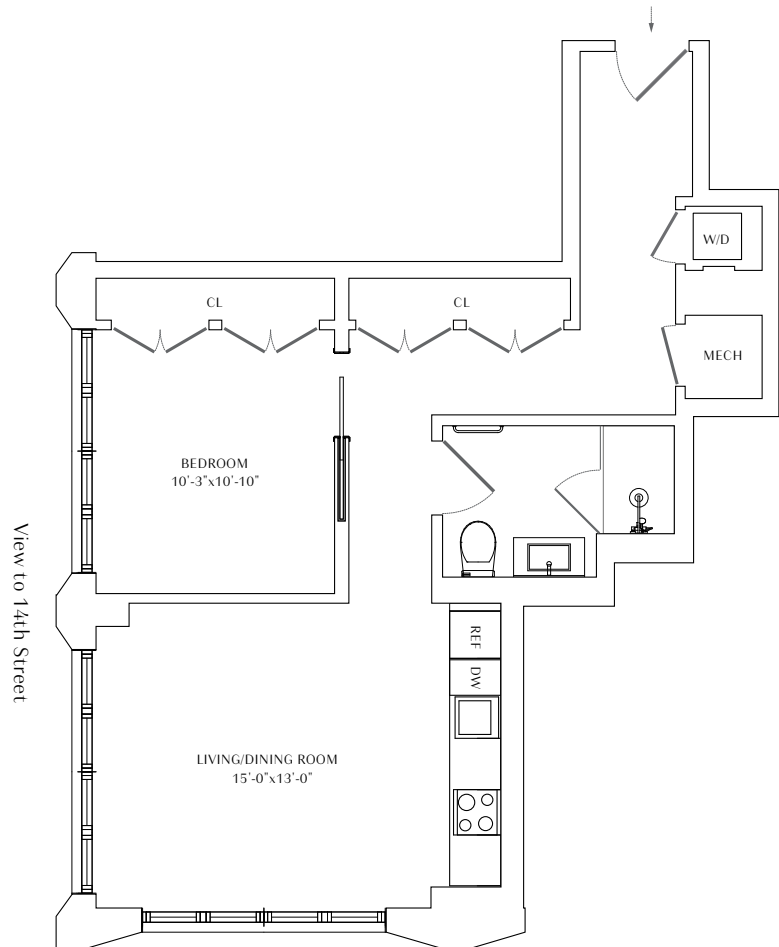 W/D
CL
CL
MECH
BEDROOM
10'-3"x10'-10"
View to 14th Street
REF
DW
LIVING/DINING ROOM
15'-0"x13'-0"